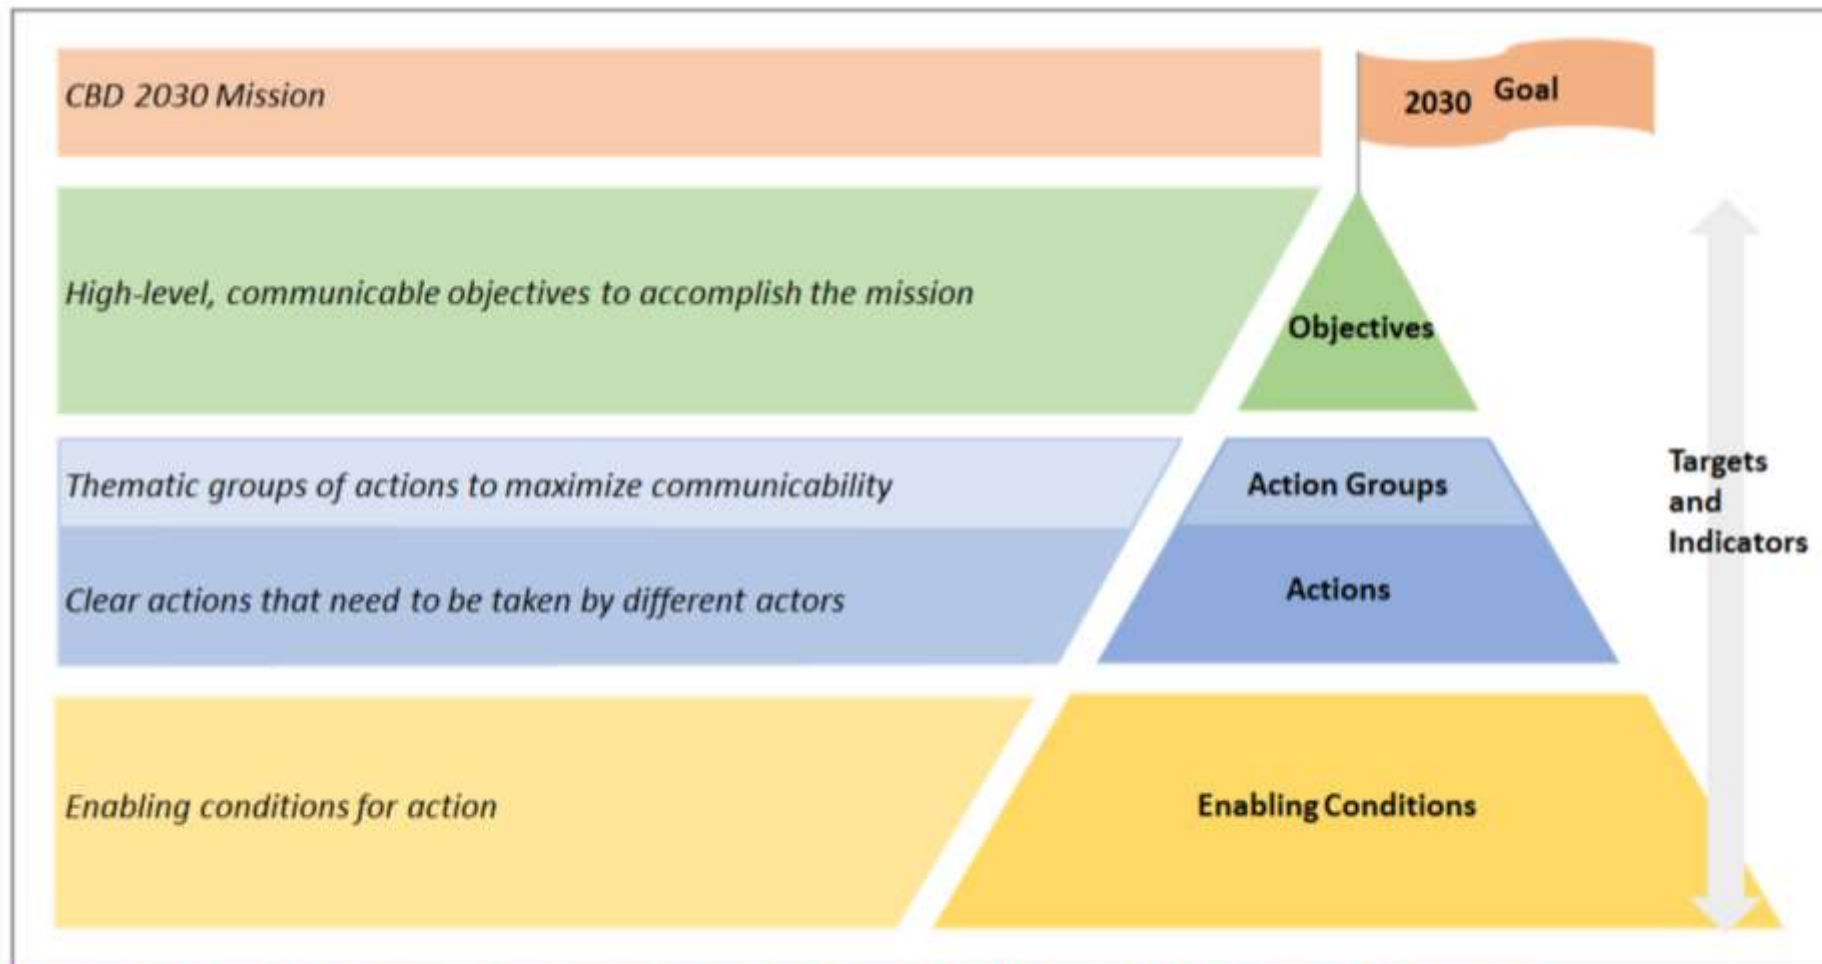 CBD 2030 Mission
2030 Goal
High-level, communicable objectives to accomplish the mission
Objectives
Thematic groups of actions to maximize communicability
Action Groups
Targets
and
Indicators
Clear actions that need to be taken by different actors
Actions
Enabling conditions for action
Enabling Conditions